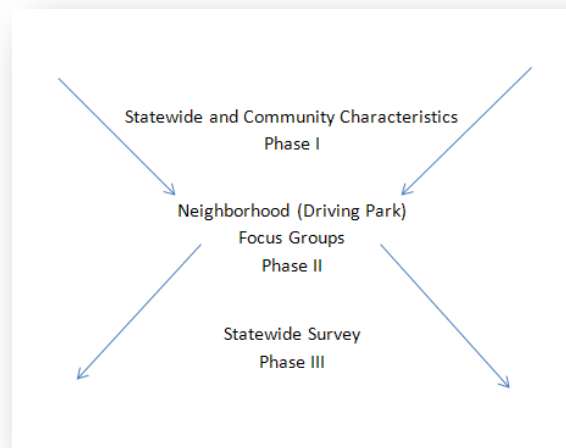 Statewide and Community Characteristics
Phase I
Neighborhood (Driving Park)
Focus Groups
Phase II
Statewide Survey
Phase III